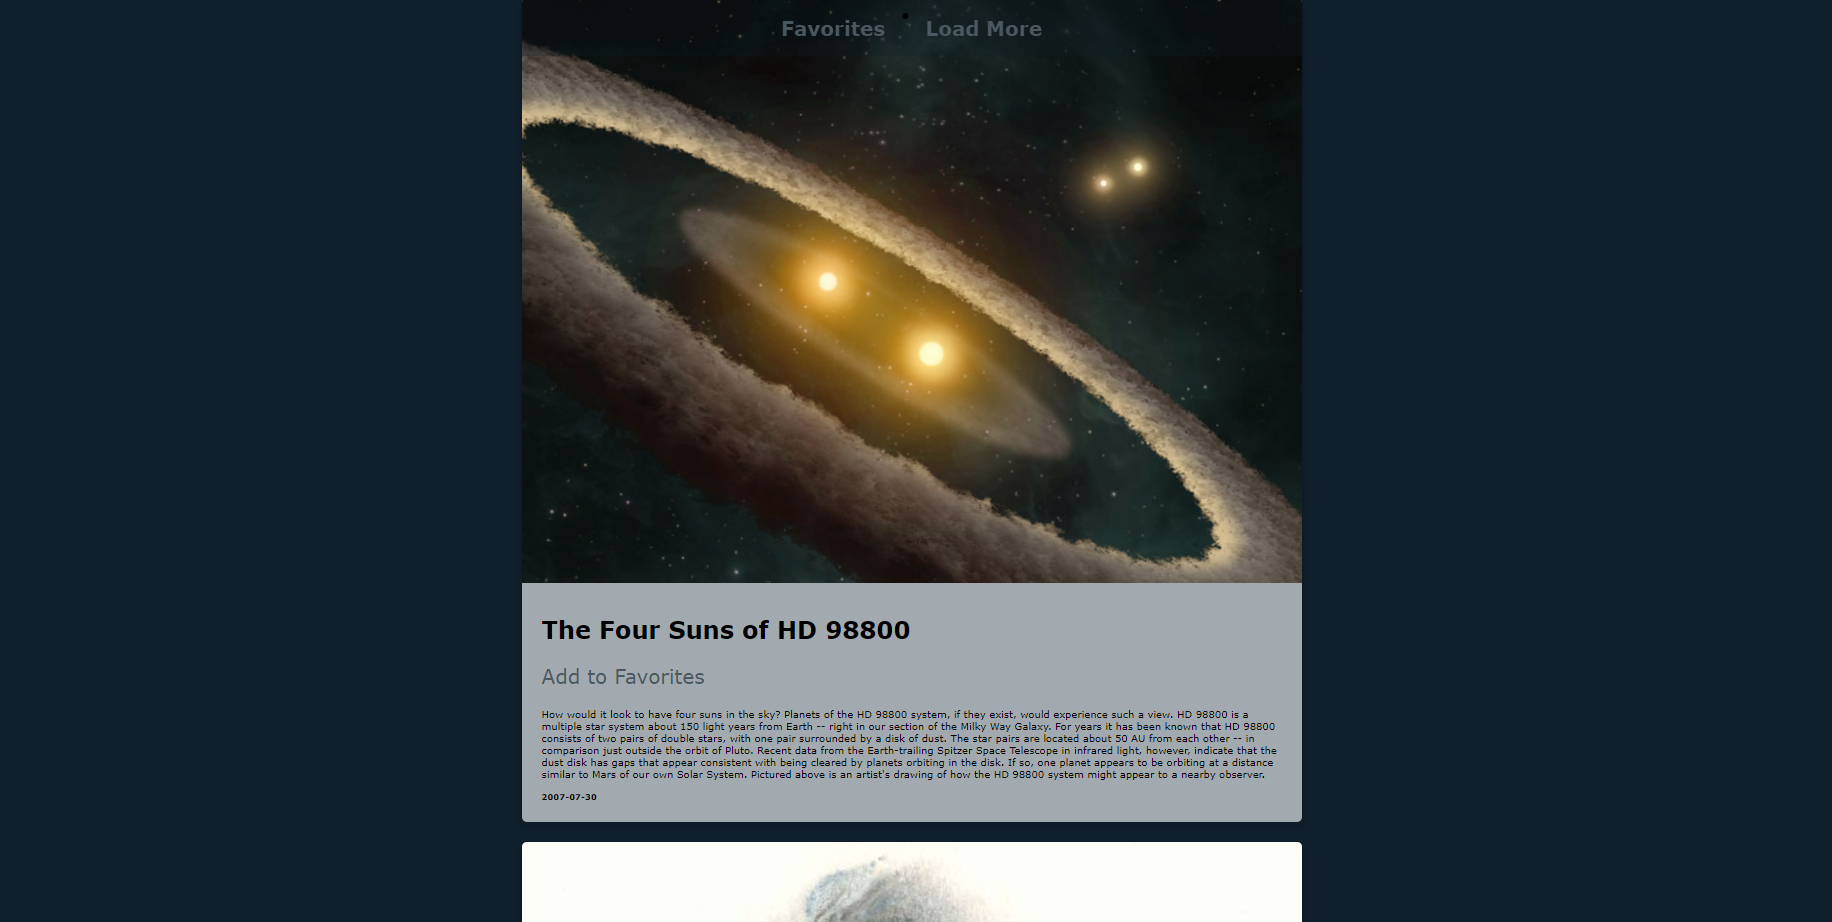 Favorites • Load More
The Four Suns of HD 98800
Add to Favorites
How would it look to have four suns in the sky? Planets of the HD 98800 system, if they exist, would experience such a view. HD 98800 is a
multiple star system about 150 light years from Earth -- right in our section of the Milky Way Galaxy. For years it has been known that HD 98800
consists of two pairs of double stars, with one pair surrounded by a disk of dust. The star pairs are located about 50 AU from each other -- in
comparison just outside the orbit of Pluto. Recent data from the Earth-trailing Spitzer Space Telescope in infrared light, however, indicate that the
dust disk has gaps that appear consistent with being cleared by planets orbiting in the disk. If so, one planet appears to be orbiting at a distance
similar to Mars of our own Solar System. Pictured above is an artist's drawing of how the HD 98800 system might appear to a nearby observer.
2007-07-30